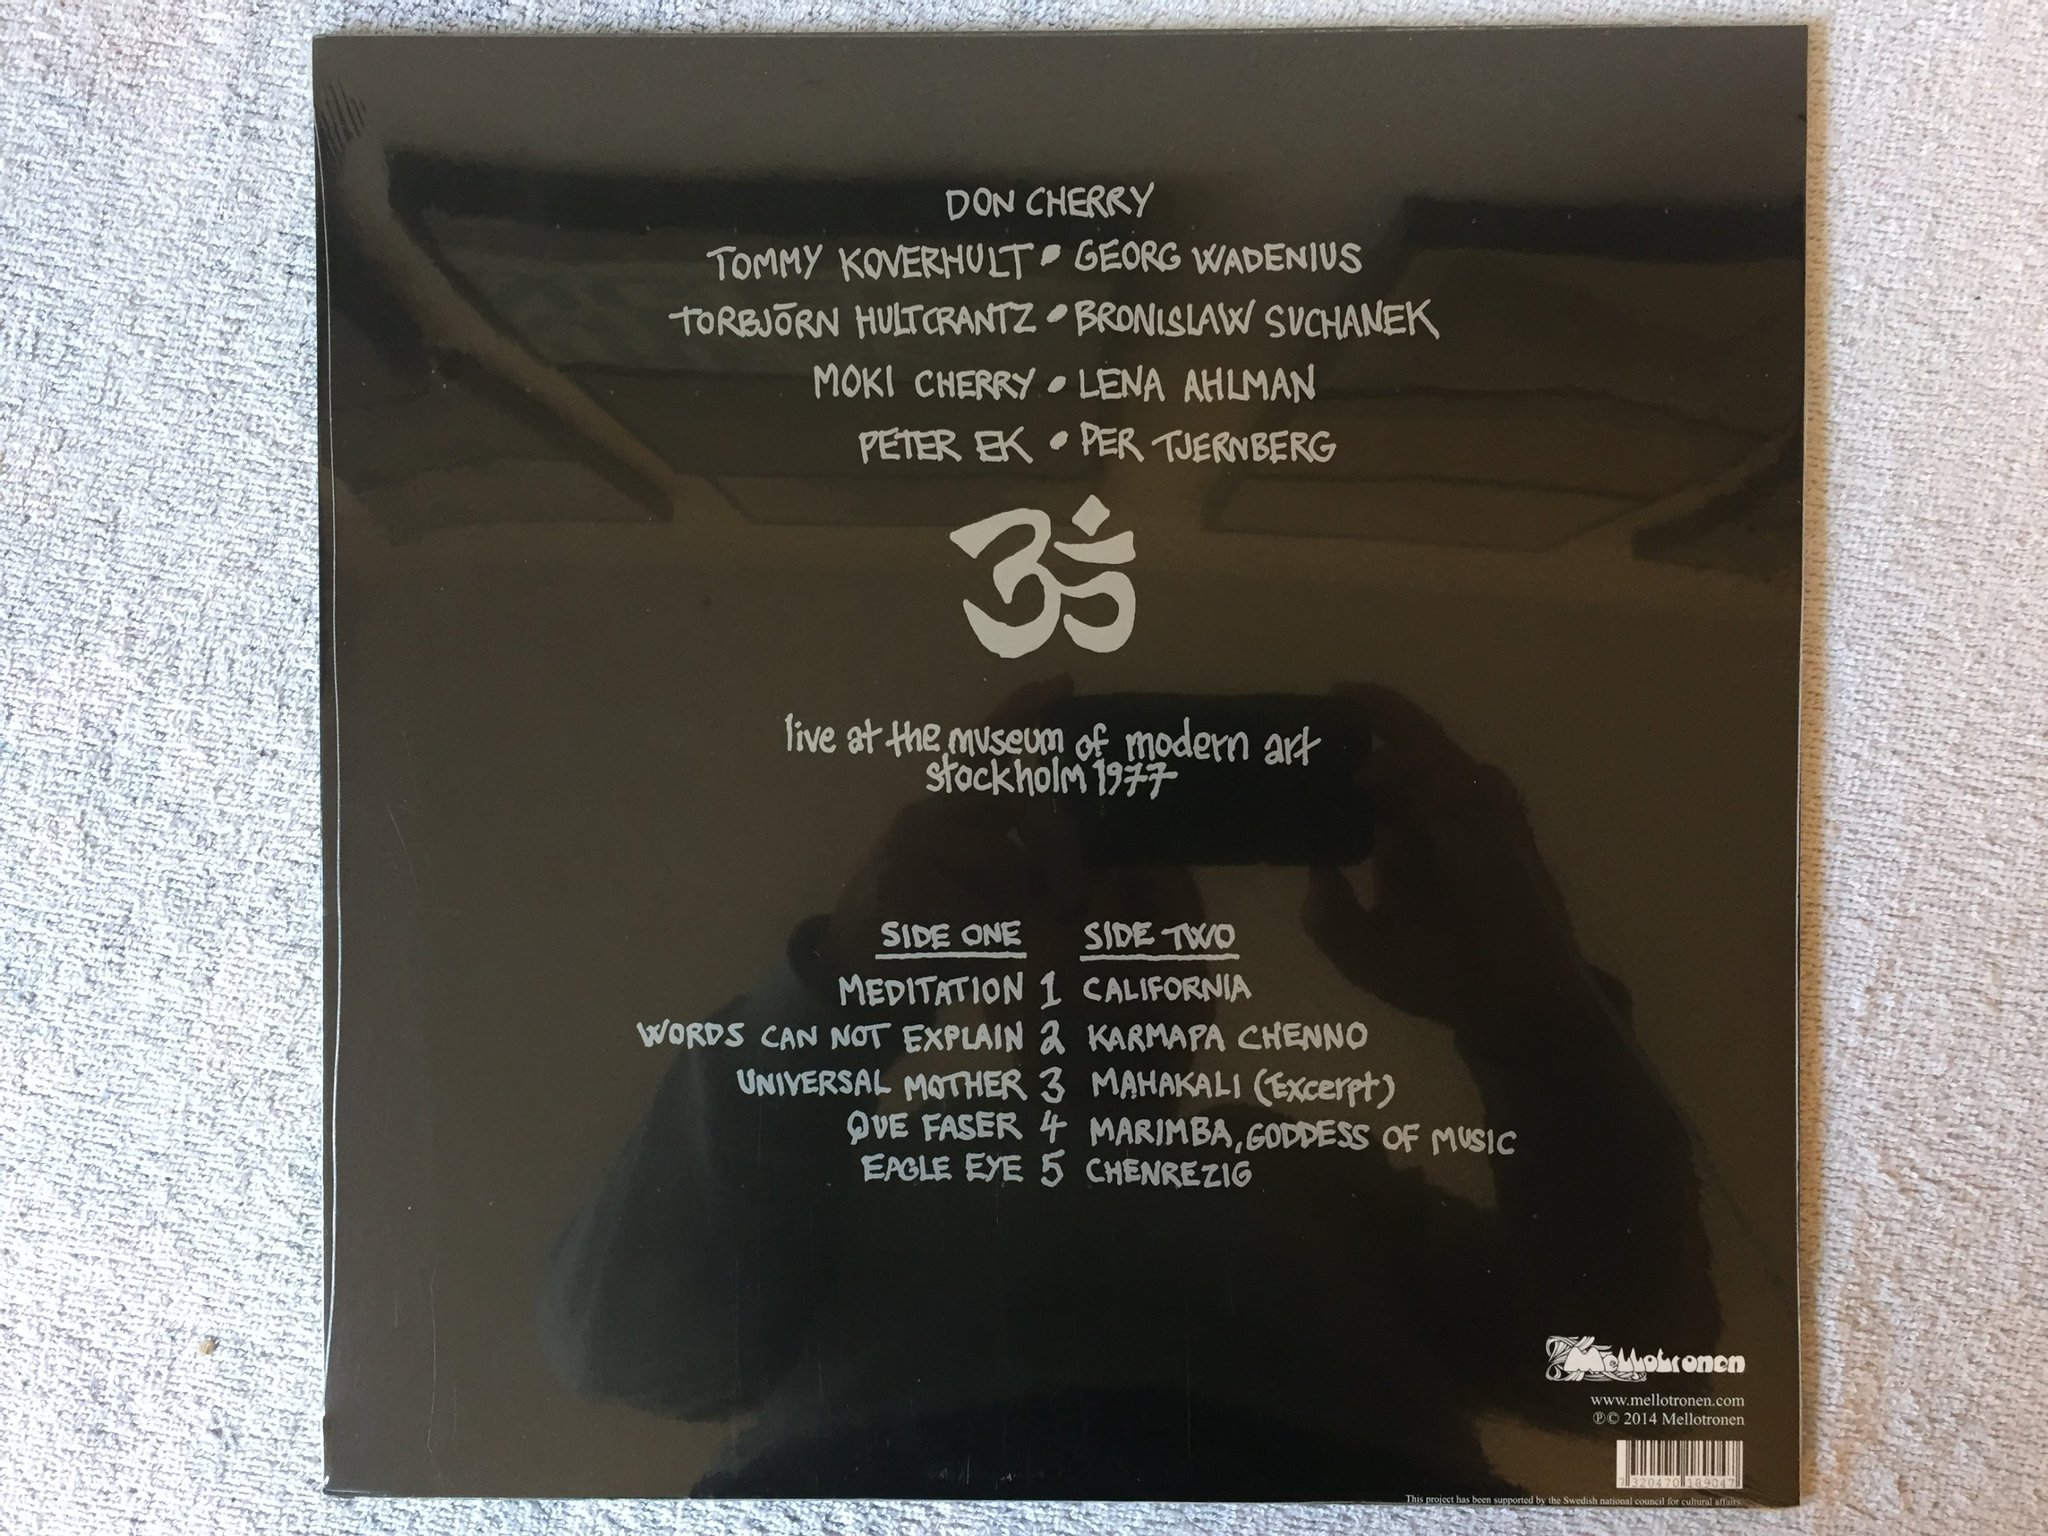 DON CHERRY
TOMMY KOVERHULT • GEORG WADENIUS
TORBJÖRN HULTCRANTZ • BRONISLAW SUCHANEK
MOKI CHERRY • LENA AHLMAN
PETER EK • PER TJERNBERG
ॐ
live at the museum of modern art
stockholm 1977
SIDE ONE SIDE TWO
MEDITATION 1 CALIFORNIA
WORDS CAN NOT EXPLAIN 2 KARMAPA CHENNO
UNIVERSAL MOTHER 3 MAHAKALI (Excerpt)
QUE FASER 4 MARIMBA, GODDESS OF MUSIC
EAGLE EYE 5 CHENREZIG
Mellotronen
www.mellotronen.com
℗© 2014 Mellotronen
7 320470 189047
This project has been supported by the Swedish national council for cultural affairs.